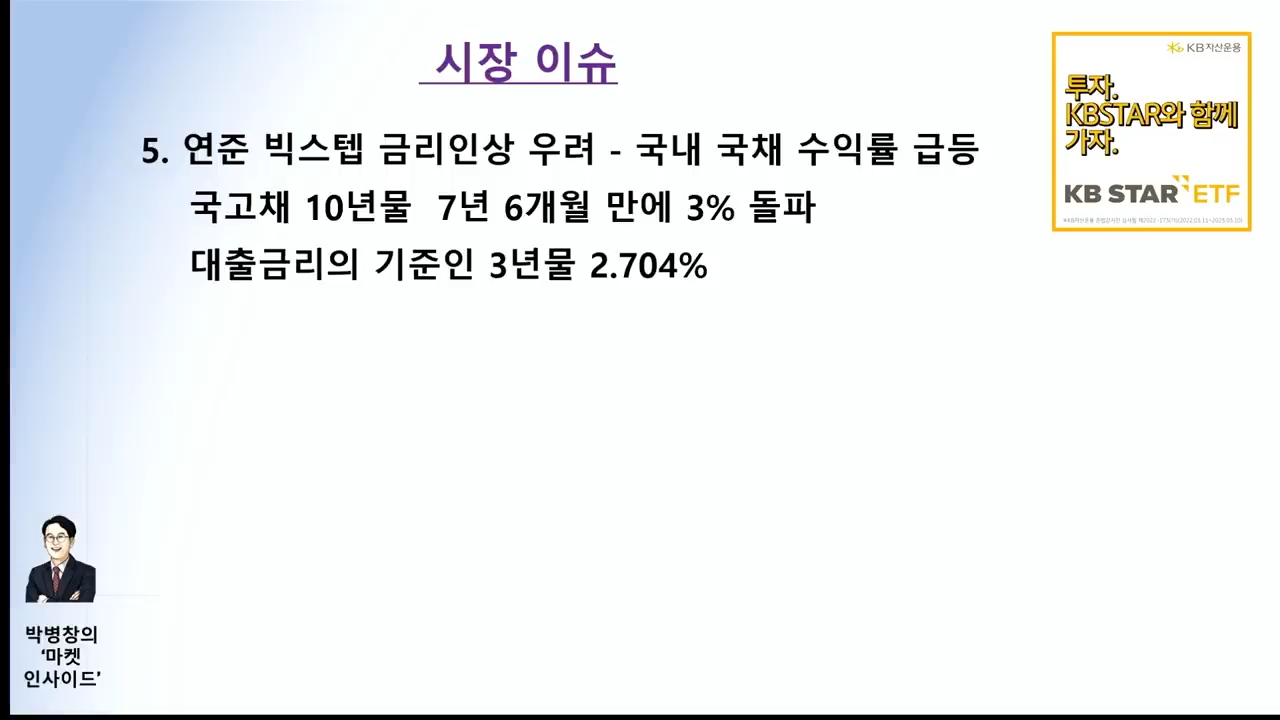 시장 이슈
5. 연준 빅스텝 금리인상 우려 - 국내 국채 수익률 급등
국고채 10년물 7년 6개월 만에 3% 돌파
대출금리의 기준인 3년물 2.704%
KB자산운용
투자.
KBSTAR와 함께
가자.
KB STAR ETF
박병창의
‘마켓
인사이드’